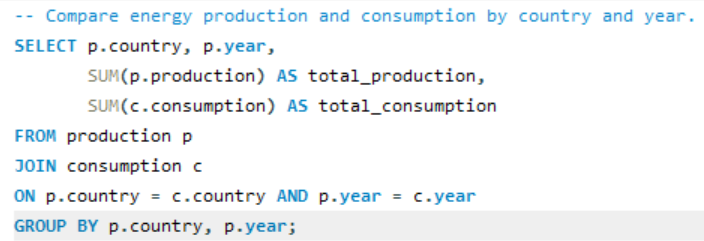 -- Compare energy production and consumption by country and year.
SELECT p.country, p.year,
SUM(p.production) AS total_production,
SUM(c.consumption) AS total_consumption
FROM production p
JOIN consumption c
ON p.country = c.country AND p.year = c.year
GROUP BY p.country, p.year;